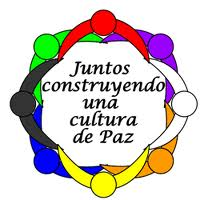 Juntos
construyendo
una
cultura
de Paz